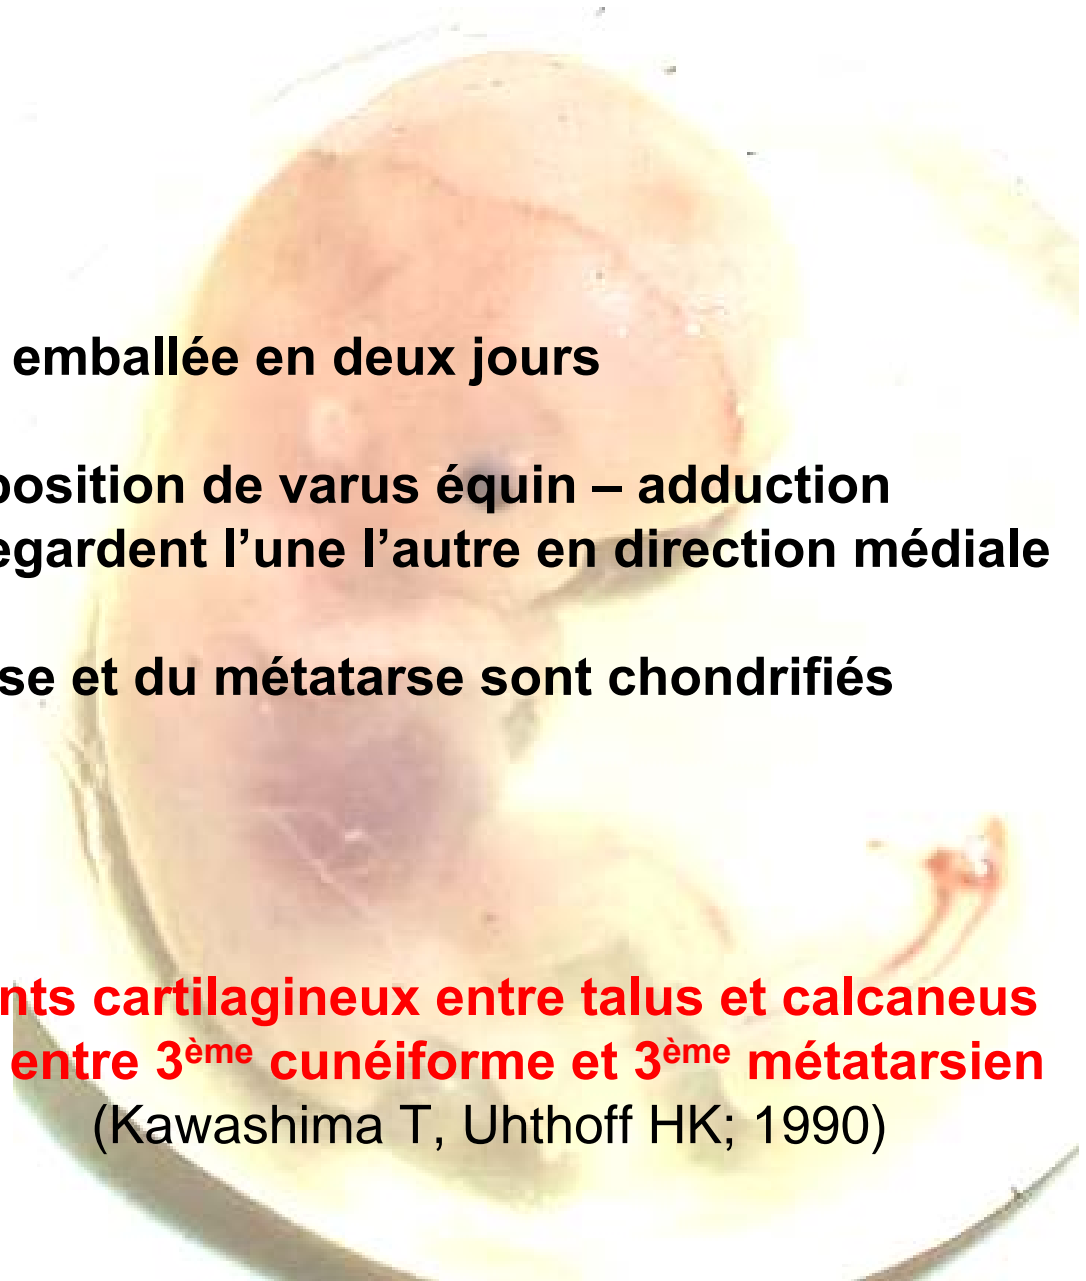 emballée en deux jours
position de varus équin – adduction
egardent l’une l’autre en direction médiale
se et du métatarse sont chondrifiés
nts cartilagineux entre talus et calcaneus
entre 3ème cunéiforme et 3ème métatarsien
(Kawashima T, Uhthoff HK; 1990)